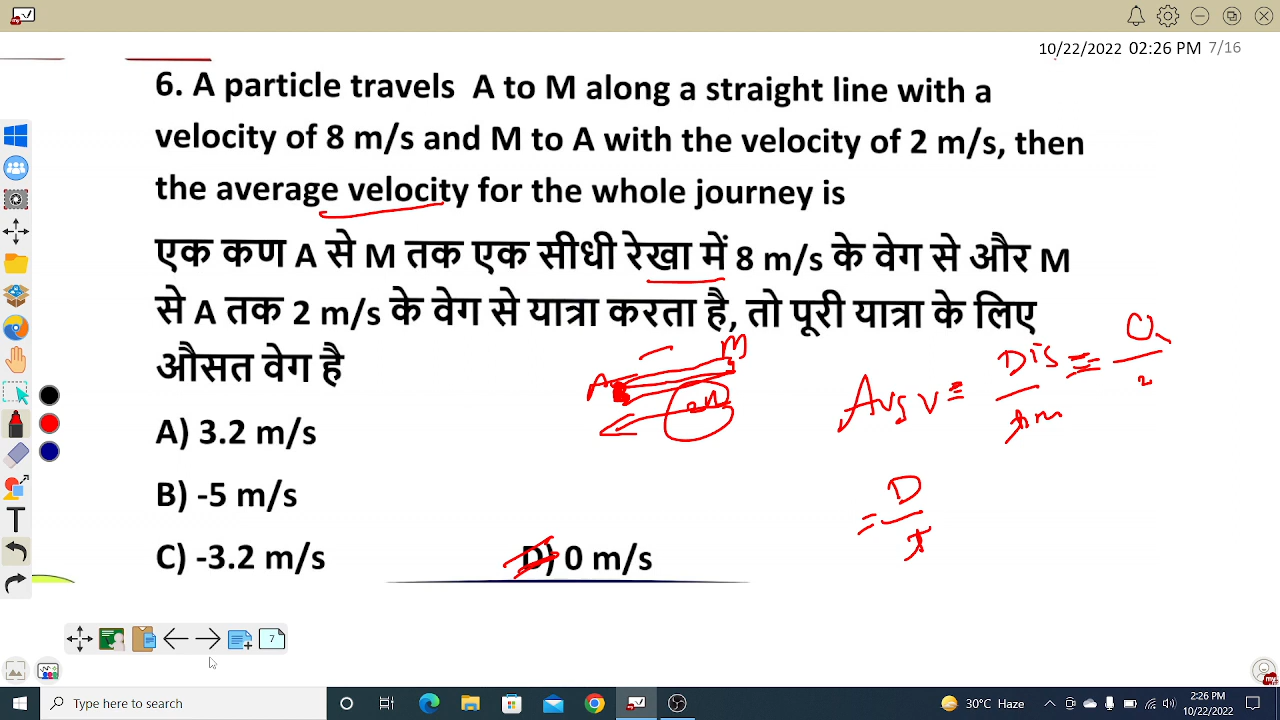 10/22/2022 02:26 PM 7/16
6. A particle travels A to M along a straight line with a
velocity of 8 m/s and M to A with the velocity of 2 m/s, then
the average velocity for the whole journey is
एक कण A से M तक एक सीधी रेखा में 8 m/s के वेग से और M
से A तक 2 m/s के वेग से यात्रा करता है, तो पूरी यात्रा के लिए
औसत वेग है
M
A
Avg v = Dis
= D
A) 3.2 m/s
B) -5 m/s
C) -3.2 m/s
D) 0 m/s
T
7
Type here to search
30°C Haze
ENG
2:26 PM
10/22/2022